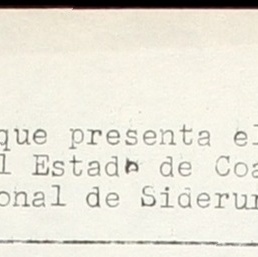 que presenta el
l Estado de Coa
onal de Siderur